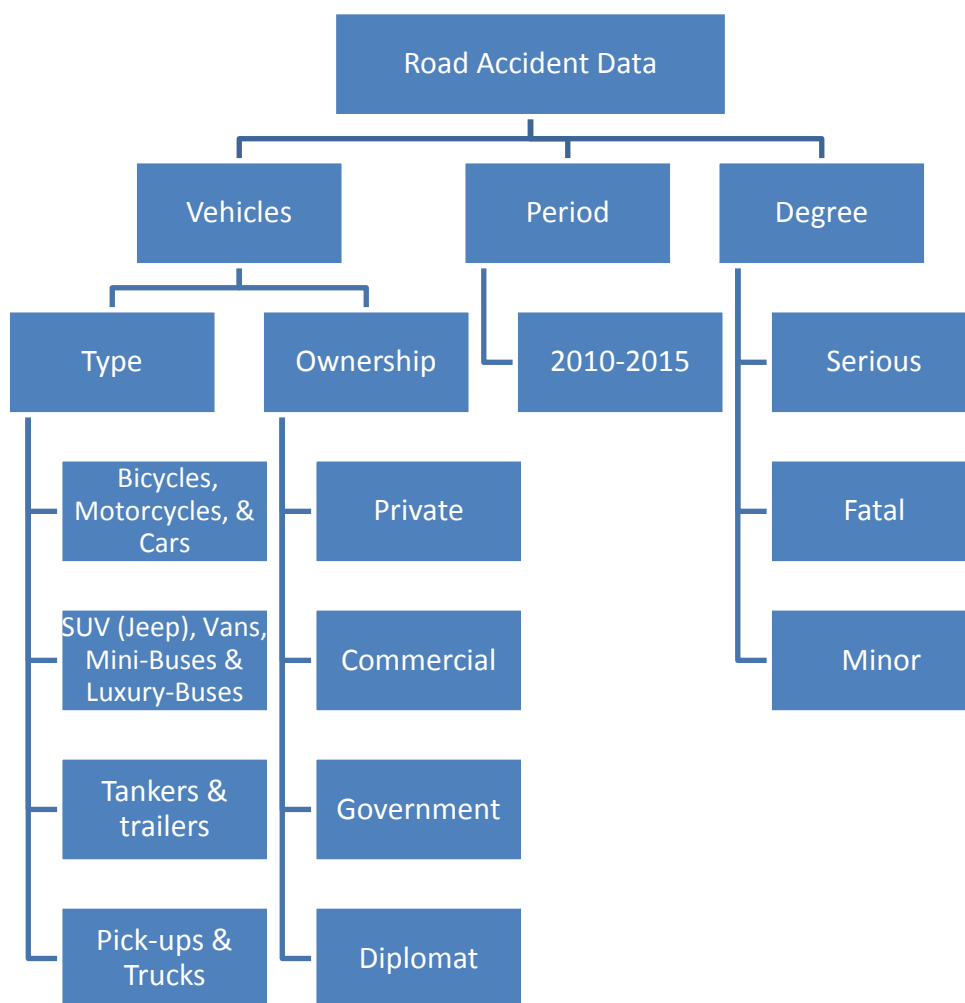 Road Accident Data
Vehicles
Period
Degree
Type
Ownership
2010-2015
Serious
Bicycles,
Motorcycles, &
Cars
Private
Fatal
SUV (Jeep), Vans,
Mini-Buses &
Luxury-Buses
Commercial
Minor
Tankers &
trailers
Government
Pick-ups &
Trucks
Diplomat